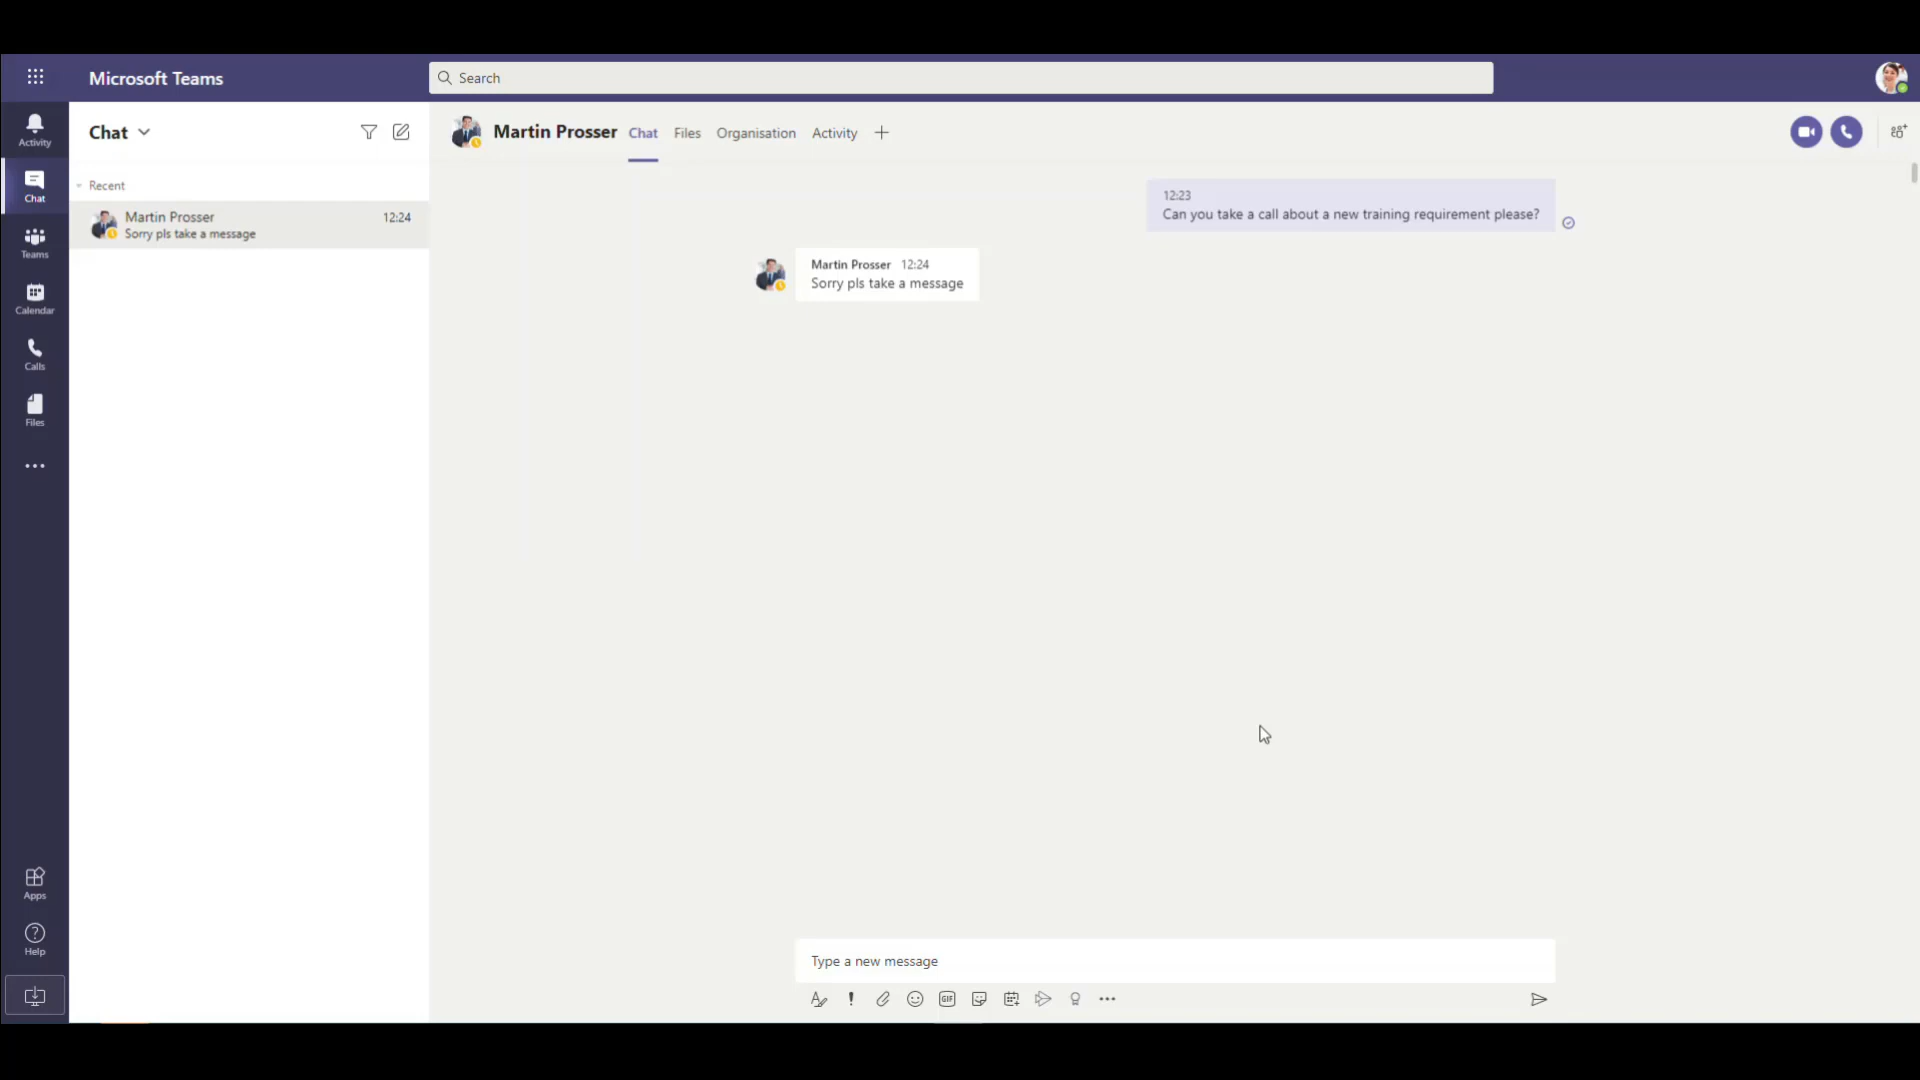 Microsoft Teams
Search
Activity
Chat
Teams
Calendar
Calls
Files
Apps
Help
Chat
Recent
Martin Prosser 12:24
Sorry pls take a message
Martin Prosser Chat Files Organisation Activity
12:23
Can you take a call about a new training requirement please?
Martin Prosser 12:24
Sorry pls take a message
Type a new message
GIF